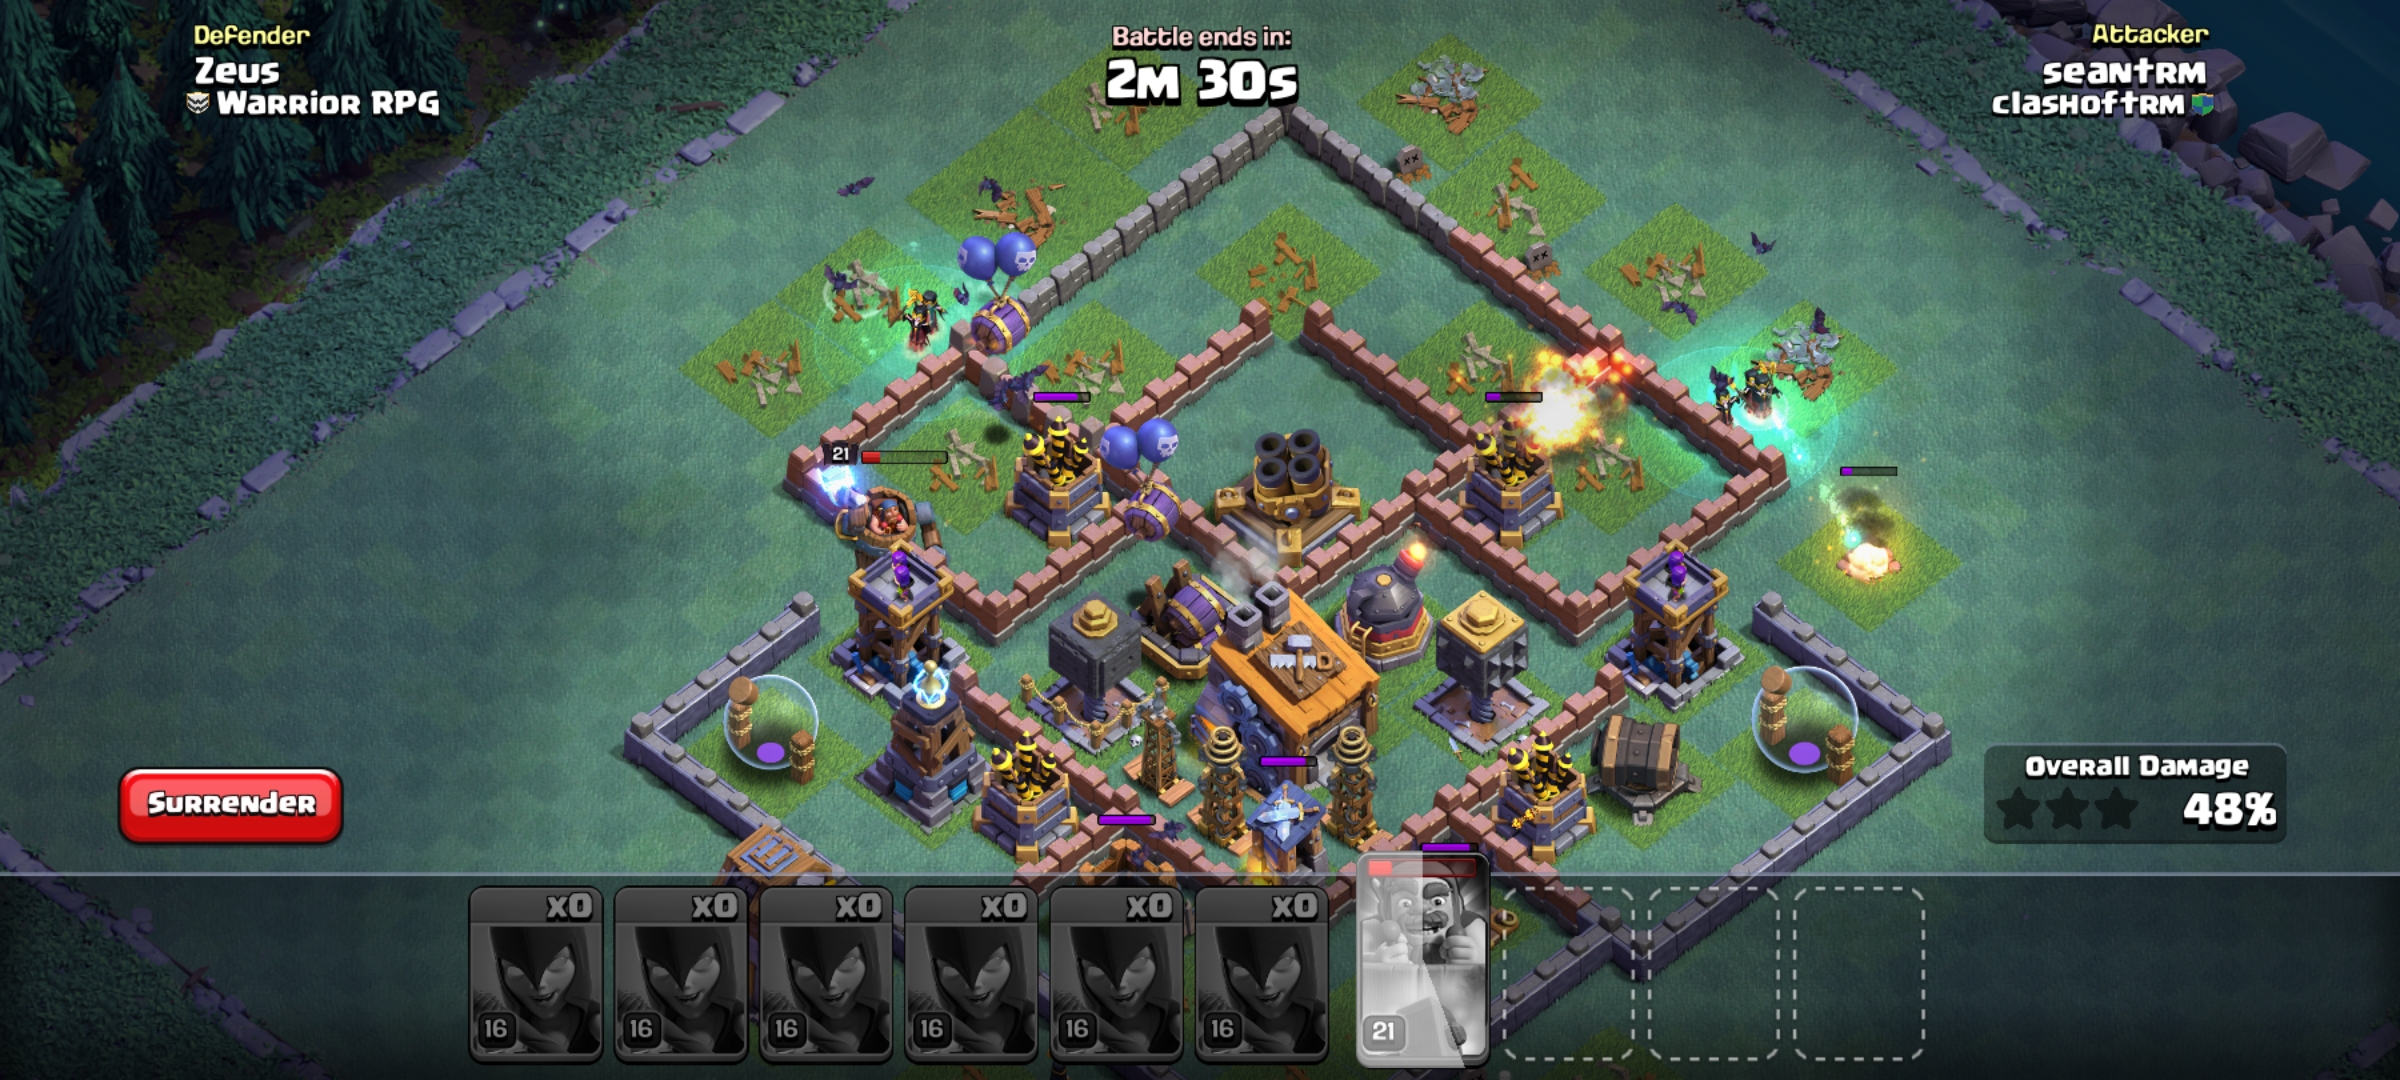 Defender
Zeus
Warrior RPG
Battle ends in:
2M 30s
Attacker
seantrm
clashoftrm
21
Surrender
Overall Damage
48%
x0
x0
x0
x0
x0
x0
16
16
16
16
16
16
21